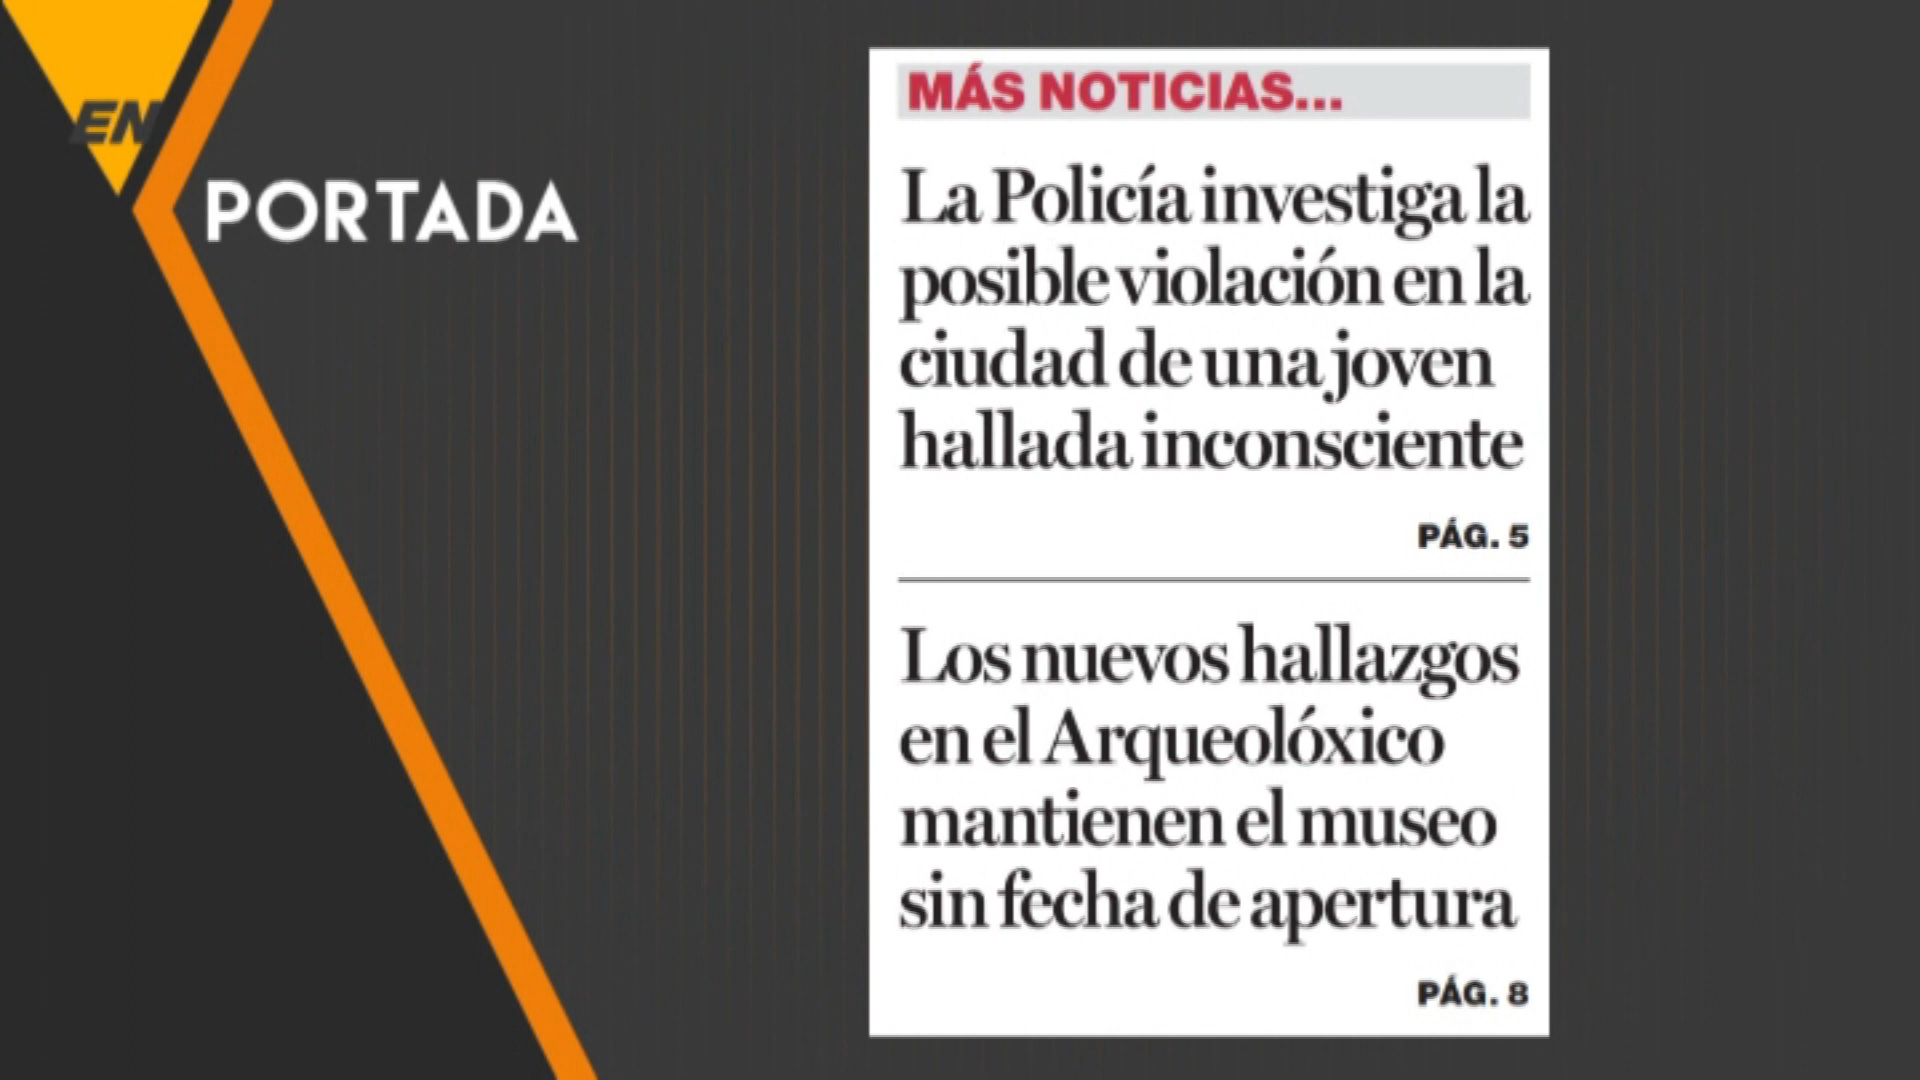 EN
PORTADA
MÁS NOTICIAS...
La Policía investiga la
posible violación en la
ciudad de una joven
hallada inconsciente
PÁG. 5
Los nuevos hallazgos
en el Arqueolóxico
mantienen el museo
sin fecha de apertura
PÁG. 8